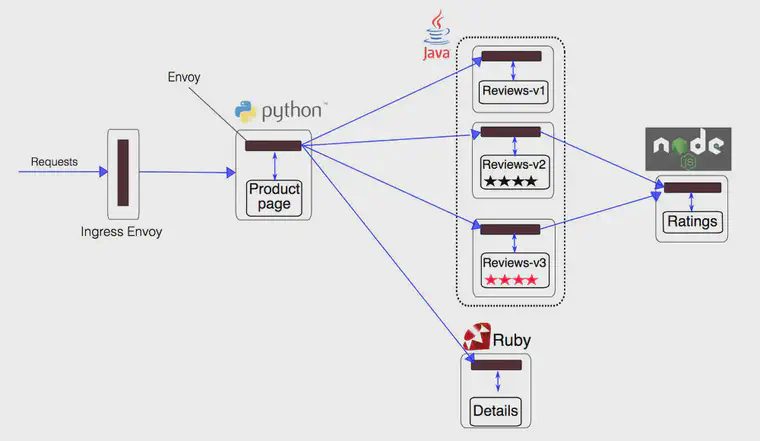 Java
Envoy
python™
Reviews-v1
node
JS
Requests
Reviews-v2
Product
page
Ratings
Ingress Envoy
Reviews-v3
Ruby
Details